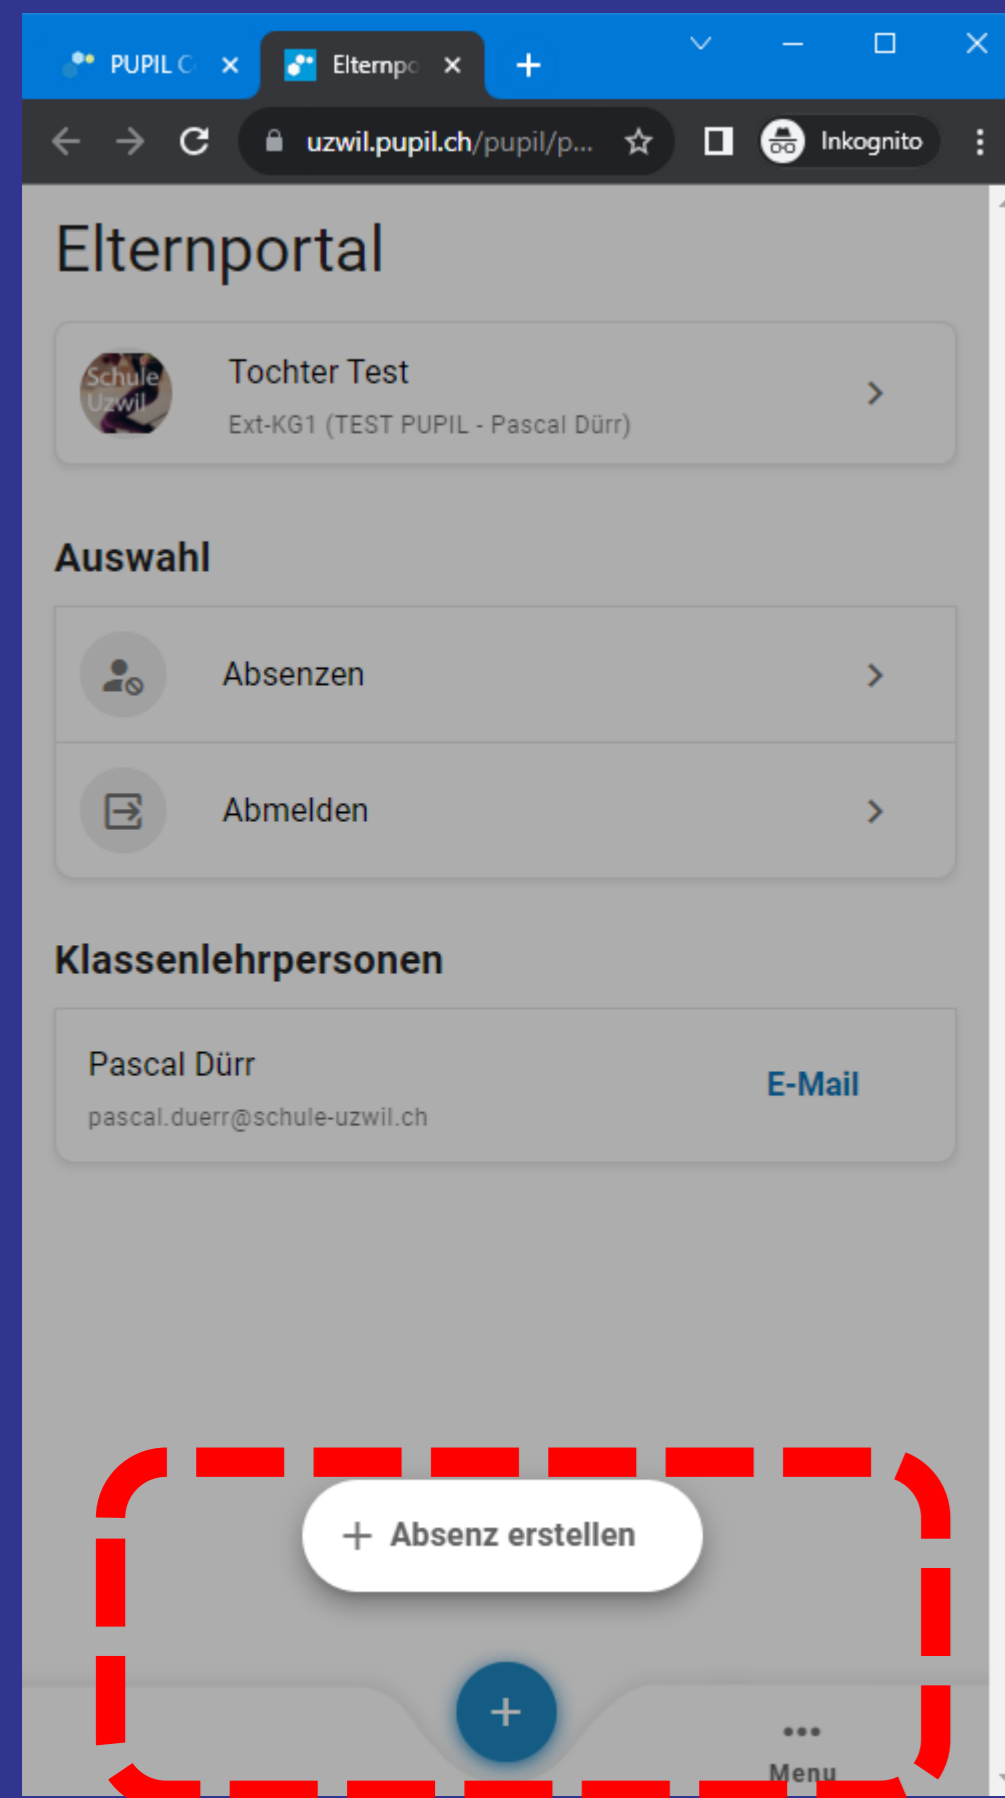 PUPIL C
Elternpo
uzwil.pupil.ch/pupil/p...
Inkognito
Elternportal
Schule
Uzwil
Tochter Test
Ext-KG1 (TEST PUPIL - Pascal Dürr)
Auswahl
Absenzen
Abmelden
Klassenlehrpersonen
Pascal Dürr
E-Mail
pascal.duerr@schule-uzwil.ch
+ Absenz erstellen
+
Menu